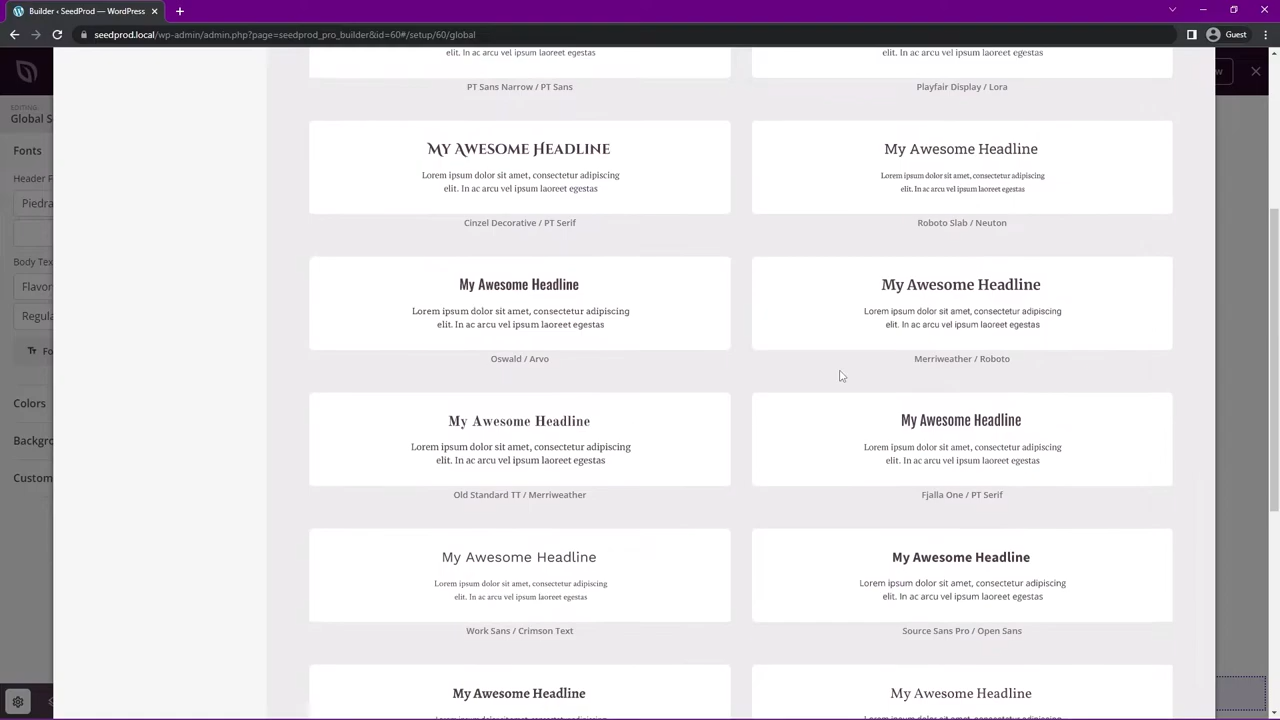 Builder < SeedProd — WordPress
seedprod.local/wp-admin/admin.php?page=seedprod_pro_builder&id=60#/setup/60/global
Guest
EDITING:
Global S
Fonts
Header F
Piedra
Body Text
Flavor
Regula
Colors
Backgro
Custom
elit. In ac arcu vel ipsum laoreet egestas
PT Sans Narrow / PT Sans
elit. In ac arcu vel ipsum laoreet egestas
Playfair Display / Lora
My Awesome Headline
Lorem ipsum dolor sit amet, consectetur adipiscing
elit. In ac arcu vel ipsum laoreet egestas
Cinzel Decorative / PT Serif
My Awesome Headline
Lorem ipsum dolor sit amet, consectetur adipiscing
elit. In ac arcu vel ipsum laoreet egestas
Roboto Slab / Neuton
My Awesome Headline
Lorem ipsum dolor sit amet, consectetur adipiscing
elit. In ac arcu vel ipsum laoreet egestas
Oswald / Arvo
My Awesome Headline
Lorem ipsum dolor sit amet, consectetur adipiscing
elit. In ac arcu vel ipsum laoreet egestas
Merriweather / Roboto
My Awesome Headline
Lorem ipsum dolor sit amet, consectetur adipiscing
elit. In ac arcu vel ipsum laoreet egestas
Old Standard TT / Merriweather
My Awesome Headline
Lorem ipsum dolor sit amet, consectetur adipiscing
elit. In ac arcu vel ipsum laoreet egestas
Fjalla One / PT Serif
My Awesome Headline
Lorem ipsum dolor sit amet, consectetur adipiscing
elit. In ac arcu vel ipsum laoreet egestas
Work Sans / Crimson Text
My Awesome Headline
Lorem ipsum dolor sit amet, consectetur adipiscing
elit. In ac arcu vel ipsum laoreet egestas
Source Sans Pro / Open Sans
My Awesome Headline
My Awesome Headline